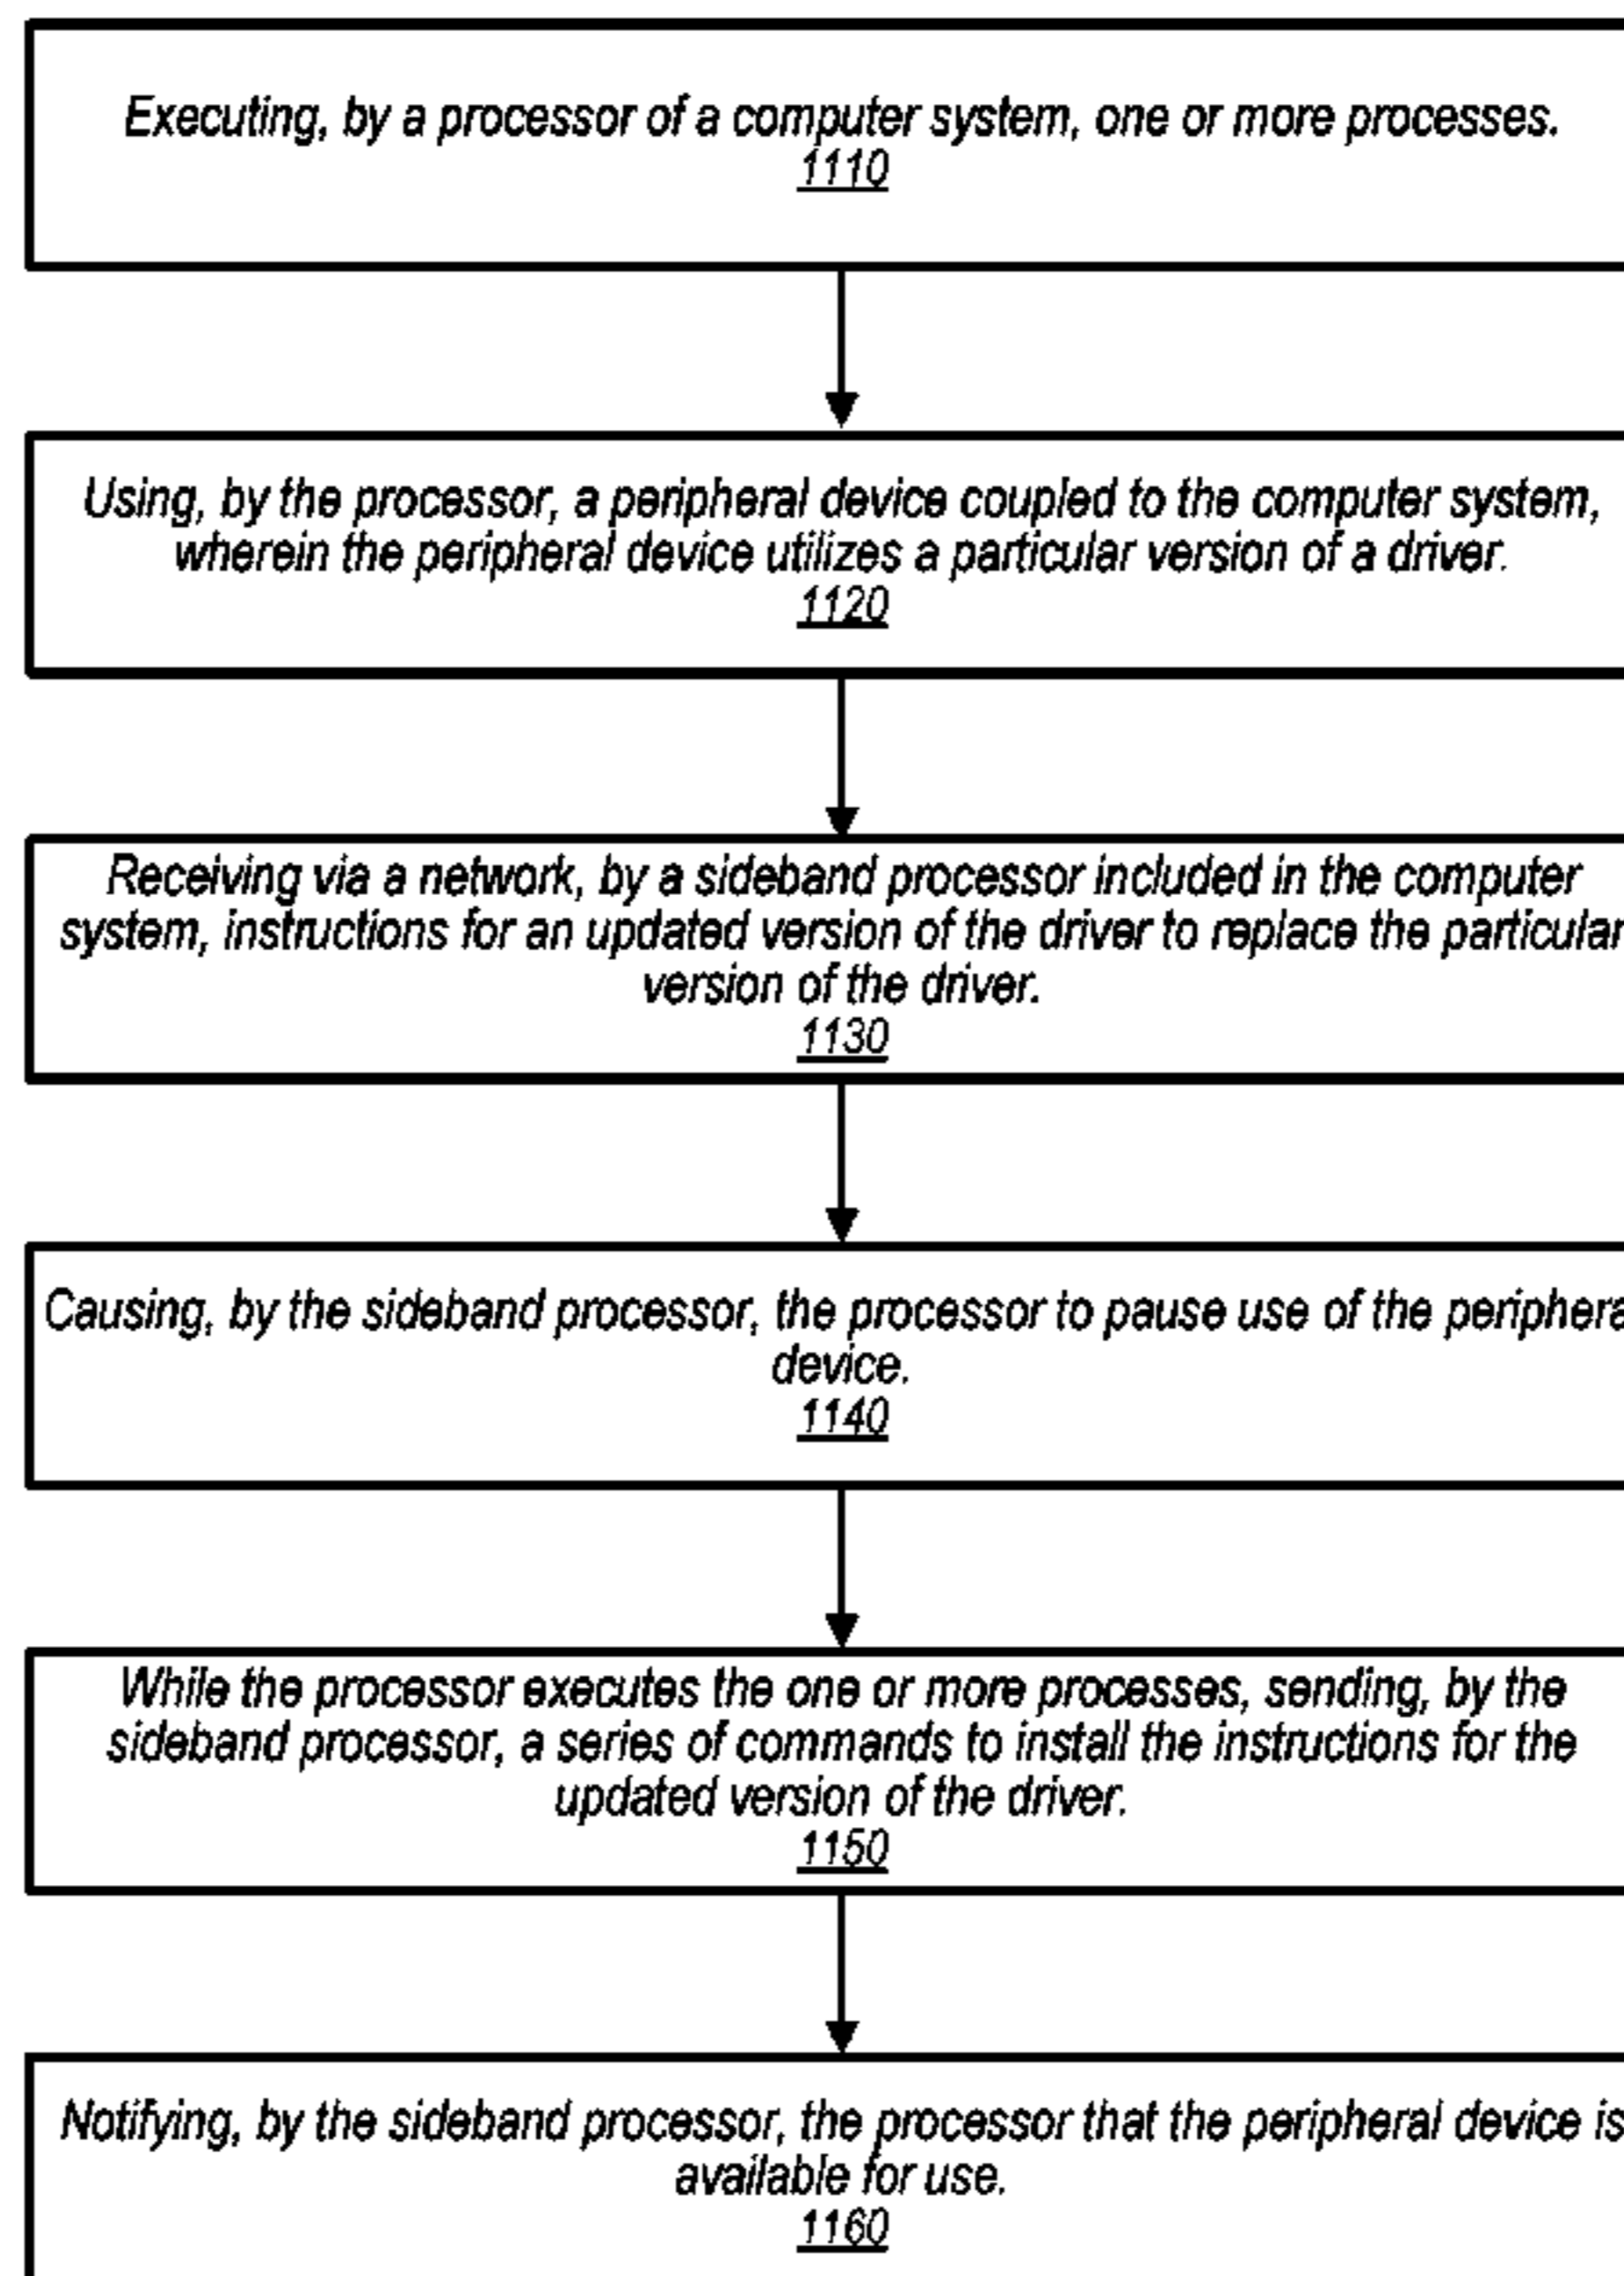 Executing, by a processor of a computer system, one or more processes.
1110
Using, by the processor, a peripheral device coupled to the computer system,
wherein the peripheral device utilizes a particular version of a driver.
1120
Receiving via a network, by a sideband processor included in the computer
system, instructions for an updated version of the driver to replace the particular
version of the driver.
1130
Causing, by the sideband processor, the processor to pause use of the periphera
device.
1140
While the processor executes the one or more processes, sending, by the
sideband processor, a series of commands to install the instructions for the
updated version of the driver.
1150
Notifying, by the sideband processor, the processor that the peripheral device is
available for use.
1160